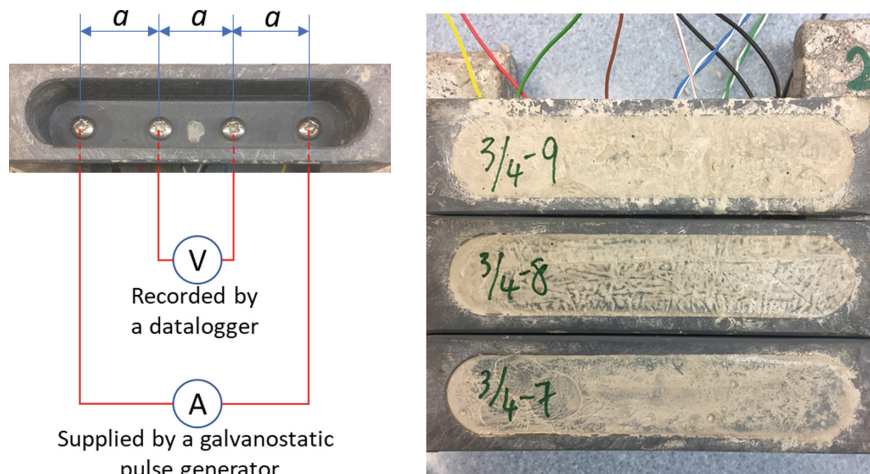 a a a
V
Recorded by
a datalogger
A
Supplied by a galvanostatic
pulse generator
2
3/4-9
3/4-8
3/4-7